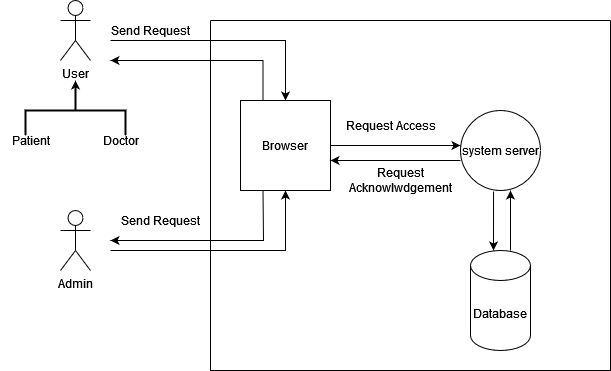 Send Request
User
Patient
Doctor
Browser
Request Access
system server
Request
Acknowlwdgement
Send Request
Admin
Database